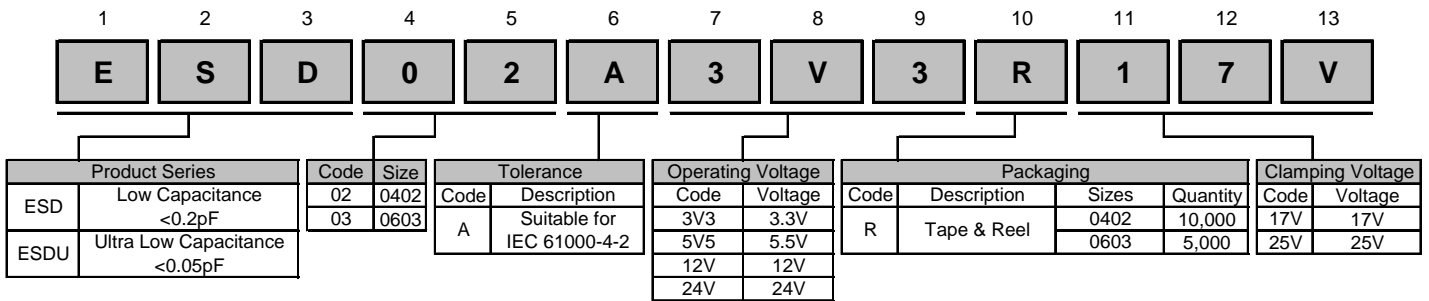 1 2 3 4 5 6 7 8 9 10 11 12 13
E S D 0 2 A 3 V 3 R 1 7 V
Product Series
ESD Low Capacitance <0.2pF
ESDU Ultra Low Capacitance <0.05pF
Code Size
02 0402
03 0603
Tolerance
Code Description
A Suitable for IEC 61000-4-2
Operating Voltage
Code Voltage
3V3 3.3V
5V5 5.5V
12V 12V
24V 24V
Packaging
Code Description Sizes Quantity
R Tape & Reel 0402 10,000
0603 5,000
Clamping Voltage
Code Voltage
17V 17V
25V 25V